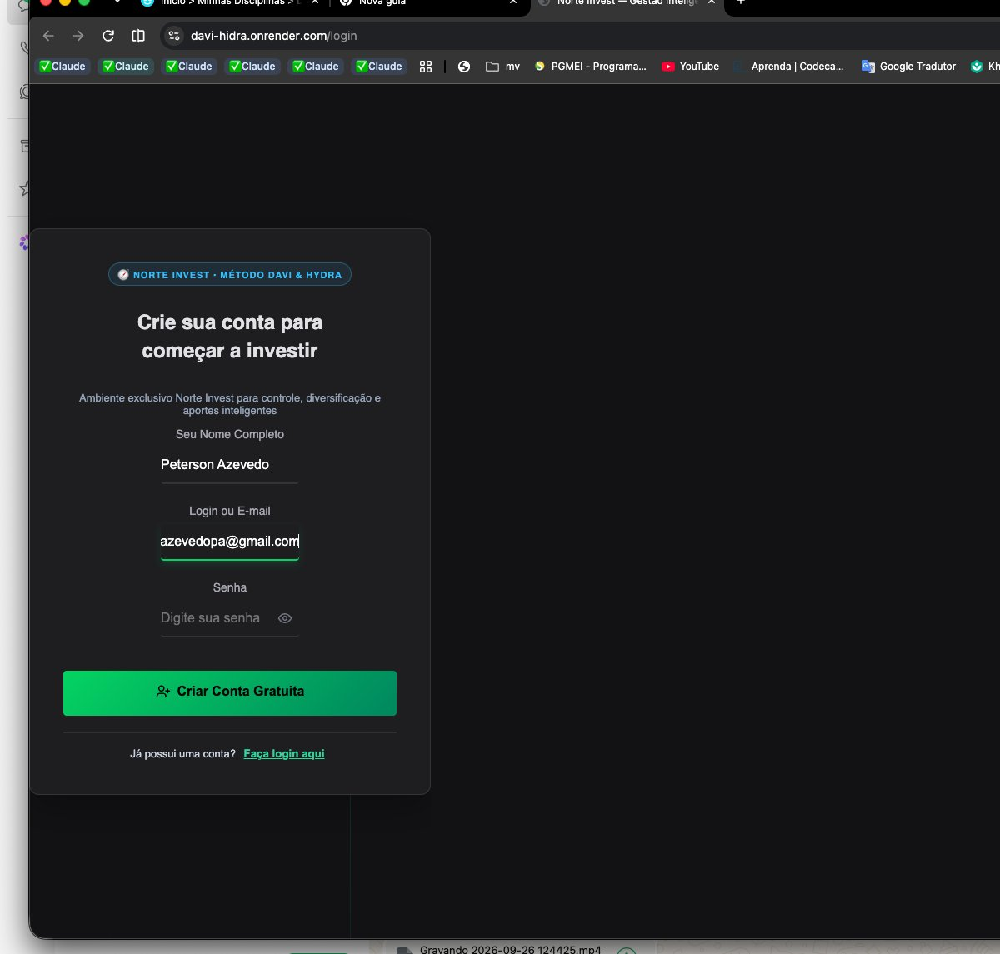 Início > Minhas Disciplinas >
Nova guia
Norte Invest — Gestão Intelig
davi-hidra.onrender.com/login
✅Claude
✅Claude
✅Claude
✅Claude
✅Claude
✅Claude
mv
PGMEI - Programa...
YouTube
Aprenda | Codeca...
Google Tradutor
Kh
NORTE INVEST · MÉTODO DAVI & HYDRA
Crie sua conta para
começar a investir
Ambiente exclusivo Norte Invest para controle, diversificação e
aportes inteligentes
Seu Nome Completo
Peterson Azevedo
Login ou E-mail
azevedopa@gmail.com
Senha
Digite sua senha
Criar Conta Gratuita
Já possui uma conta? Faça login aqui
Gravando 2026-09-26 124425.mp4